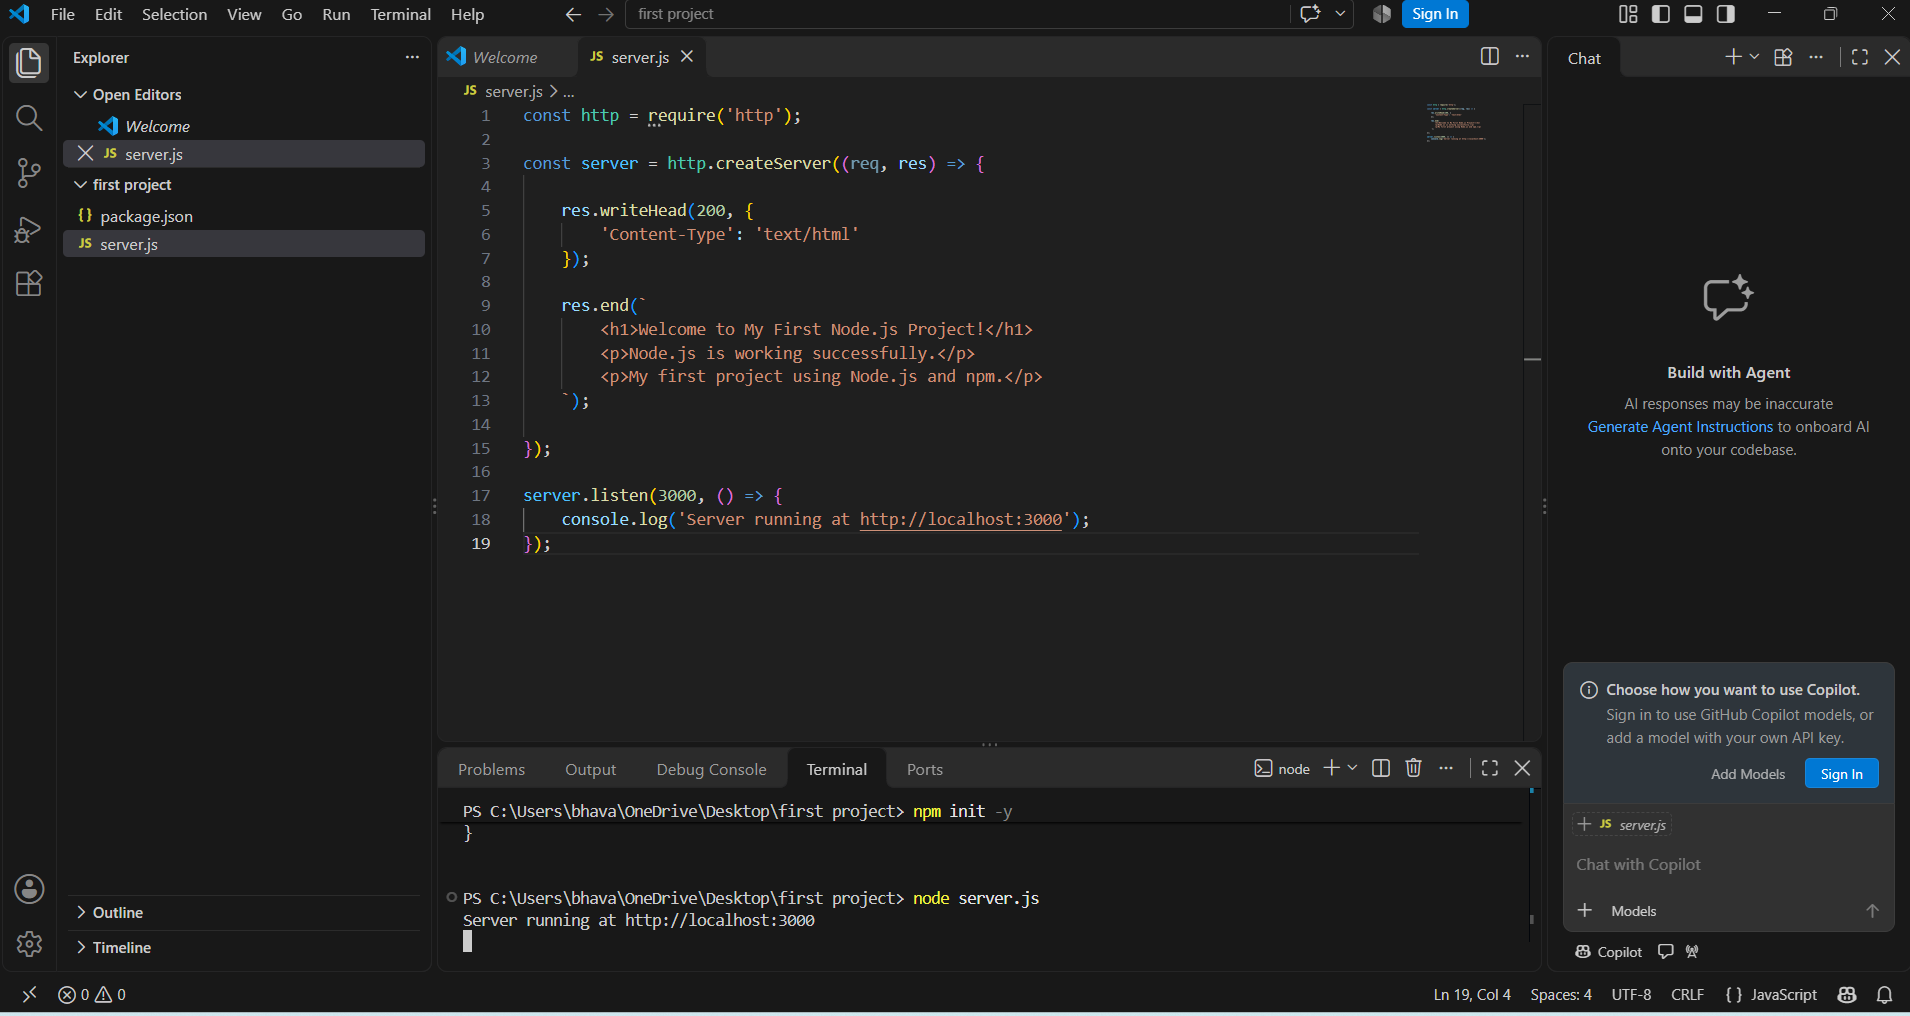 File Edit Selection View Go Run Terminal Help
first project
Sign In
Explorer
Open Editors
Welcome
JS server.js
first project
{} package.json
JS server.js
Outline
Timeline
Welcome
JS server.js
JS server.js > ...
1 const http = require('http');
2
3 const server = http.createServer((req, res) => {
4
5 res.writeHead(200, {
6 'Content-Type': 'text/html'
7 });
8
9 res.end(`
10 <h1>Welcome to My First Node.js Project!</h1>
11 <p>Node.js is working successfully.</p>
12 <p>My first project using Node.js and npm.</p>
13 `);
14
15 });
16
17 server.listen(3000, () => {
18 console.log('Server running at http://localhost:3000');
19 });
Problems Output Debug Console Terminal Ports
node
PS C:\Users\bhava\OneDrive\Desktop\first project> npm init -y
}
PS C:\Users\bhava\OneDrive\Desktop\first project> node server.js
Server running at http://localhost:3000
Chat
Build with Agent
AI responses may be inaccurate
Generate Agent Instructions to onboard AI
onto your codebase.
Choose how you want to use Copilot.
Sign in to use GitHub Copilot models, or
add a model with your own API key.
Add Models Sign In
JS server.js
Chat with Copilot
Models
Copilot
0 0
Ln 19, Col 4 Spaces: 4 UTF-8 CRLF {} JavaScript